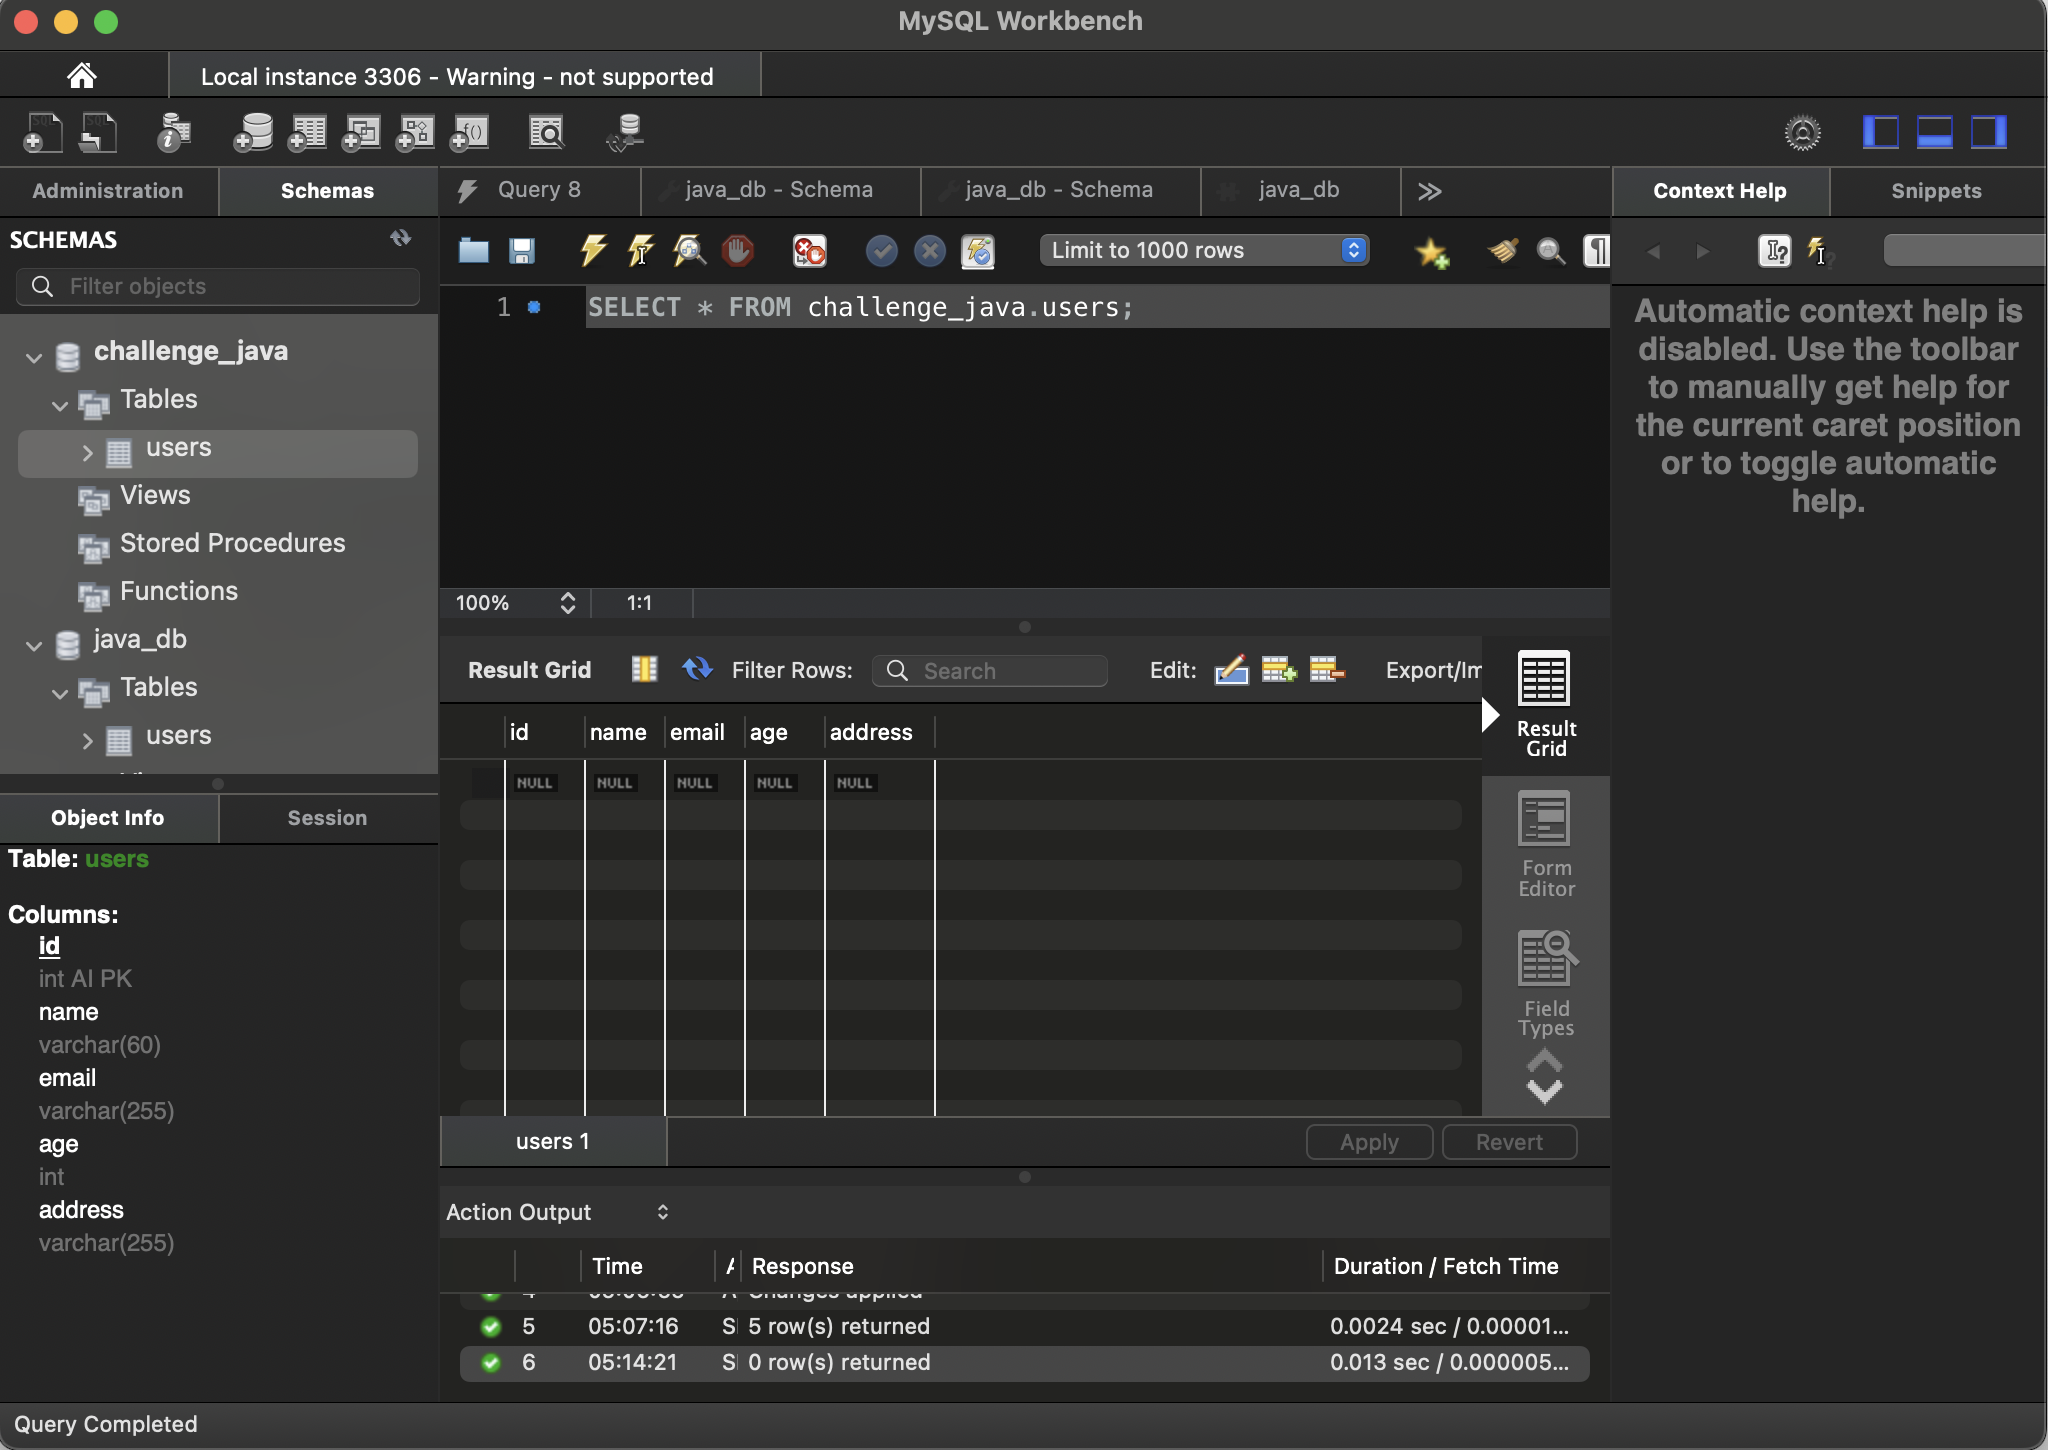 MySQL Workbench
Local instance 3306 - Warning - not supported
Administration
Schemas
Query 8
java_db - Schema
java_db - Schema
java_db
Context Help
Snippets
SCHEMAS
Filter objects
Limit to 1000 rows
1
SELECT * FROM challenge_java.users;
challenge_java
Tables
users
Views
Stored Procedures
Functions
java_db
Tables
users
Automatic context help is
disabled. Use the toolbar
to manually get help for
the current caret position
or to toggle automatic
help.
100%
1:1
Result Grid
Filter Rows:
Search
Edit:
Export/Im
id name email age address
NULL NULL NULL NULL NULL
Result
Grid
Form
Editor
Field
Types
Object Info
Session
Table: users
Columns:
id
int AI PK
name
varchar(60)
email
varchar(255)
age
int
address
varchar(255)
users 1
Apply
Revert
Action Output
Time
Response
Duration / Fetch Time
Changes applied
5 05:07:16 5 row(s) returned 0.0024 sec / 0.00001...
6 05:14:21 0 row(s) returned 0.013 sec / 0.000005...
Query Completed